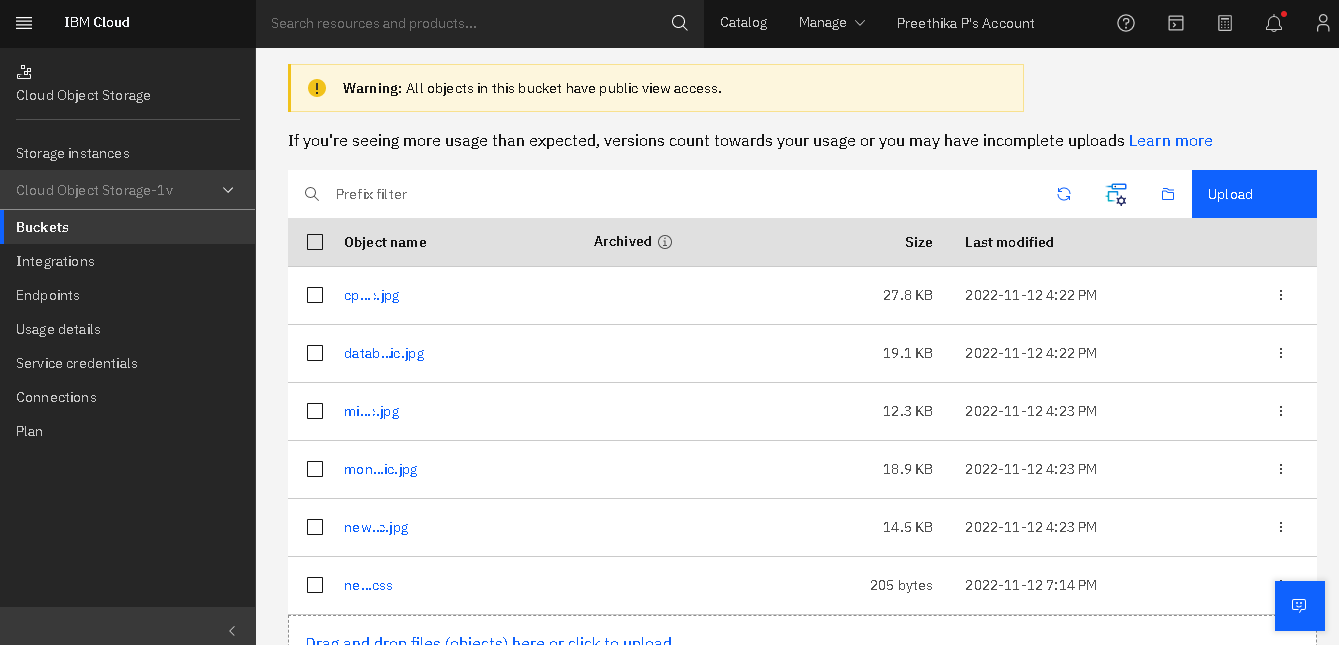 IBM Cloud
Search resources and products...
Catalog
Manage
Preethika P's Account
Cloud Object Storage
Storage instances
Cloud Object Storage-1v
Buckets
Integrations
Endpoints
Usage details
Service credentials
Connections
Plan
Warning: All objects in this bucket have public view access.
If you're seeing more usage than expected, versions count towards your usage or you may have incomplete uploads Learn more
Prefix filter
Upload
Object name Archived Size Last modified
cp...:.jpg 27.8 KB 2022-11-12 4:22 PM
datab...ic.jpg 19.1 KB 2022-11-12 4:22 PM
mi...:.jpg 12.3 KB 2022-11-12 4:23 PM
mon...ic.jpg 18.9 KB 2022-11-12 4:23 PM
new...c.jpg 14.5 KB 2022-11-12 4:23 PM
ne...css 205 bytes 2022-11-12 7:14 PM
Drag and drop files (objects) here or click to upload